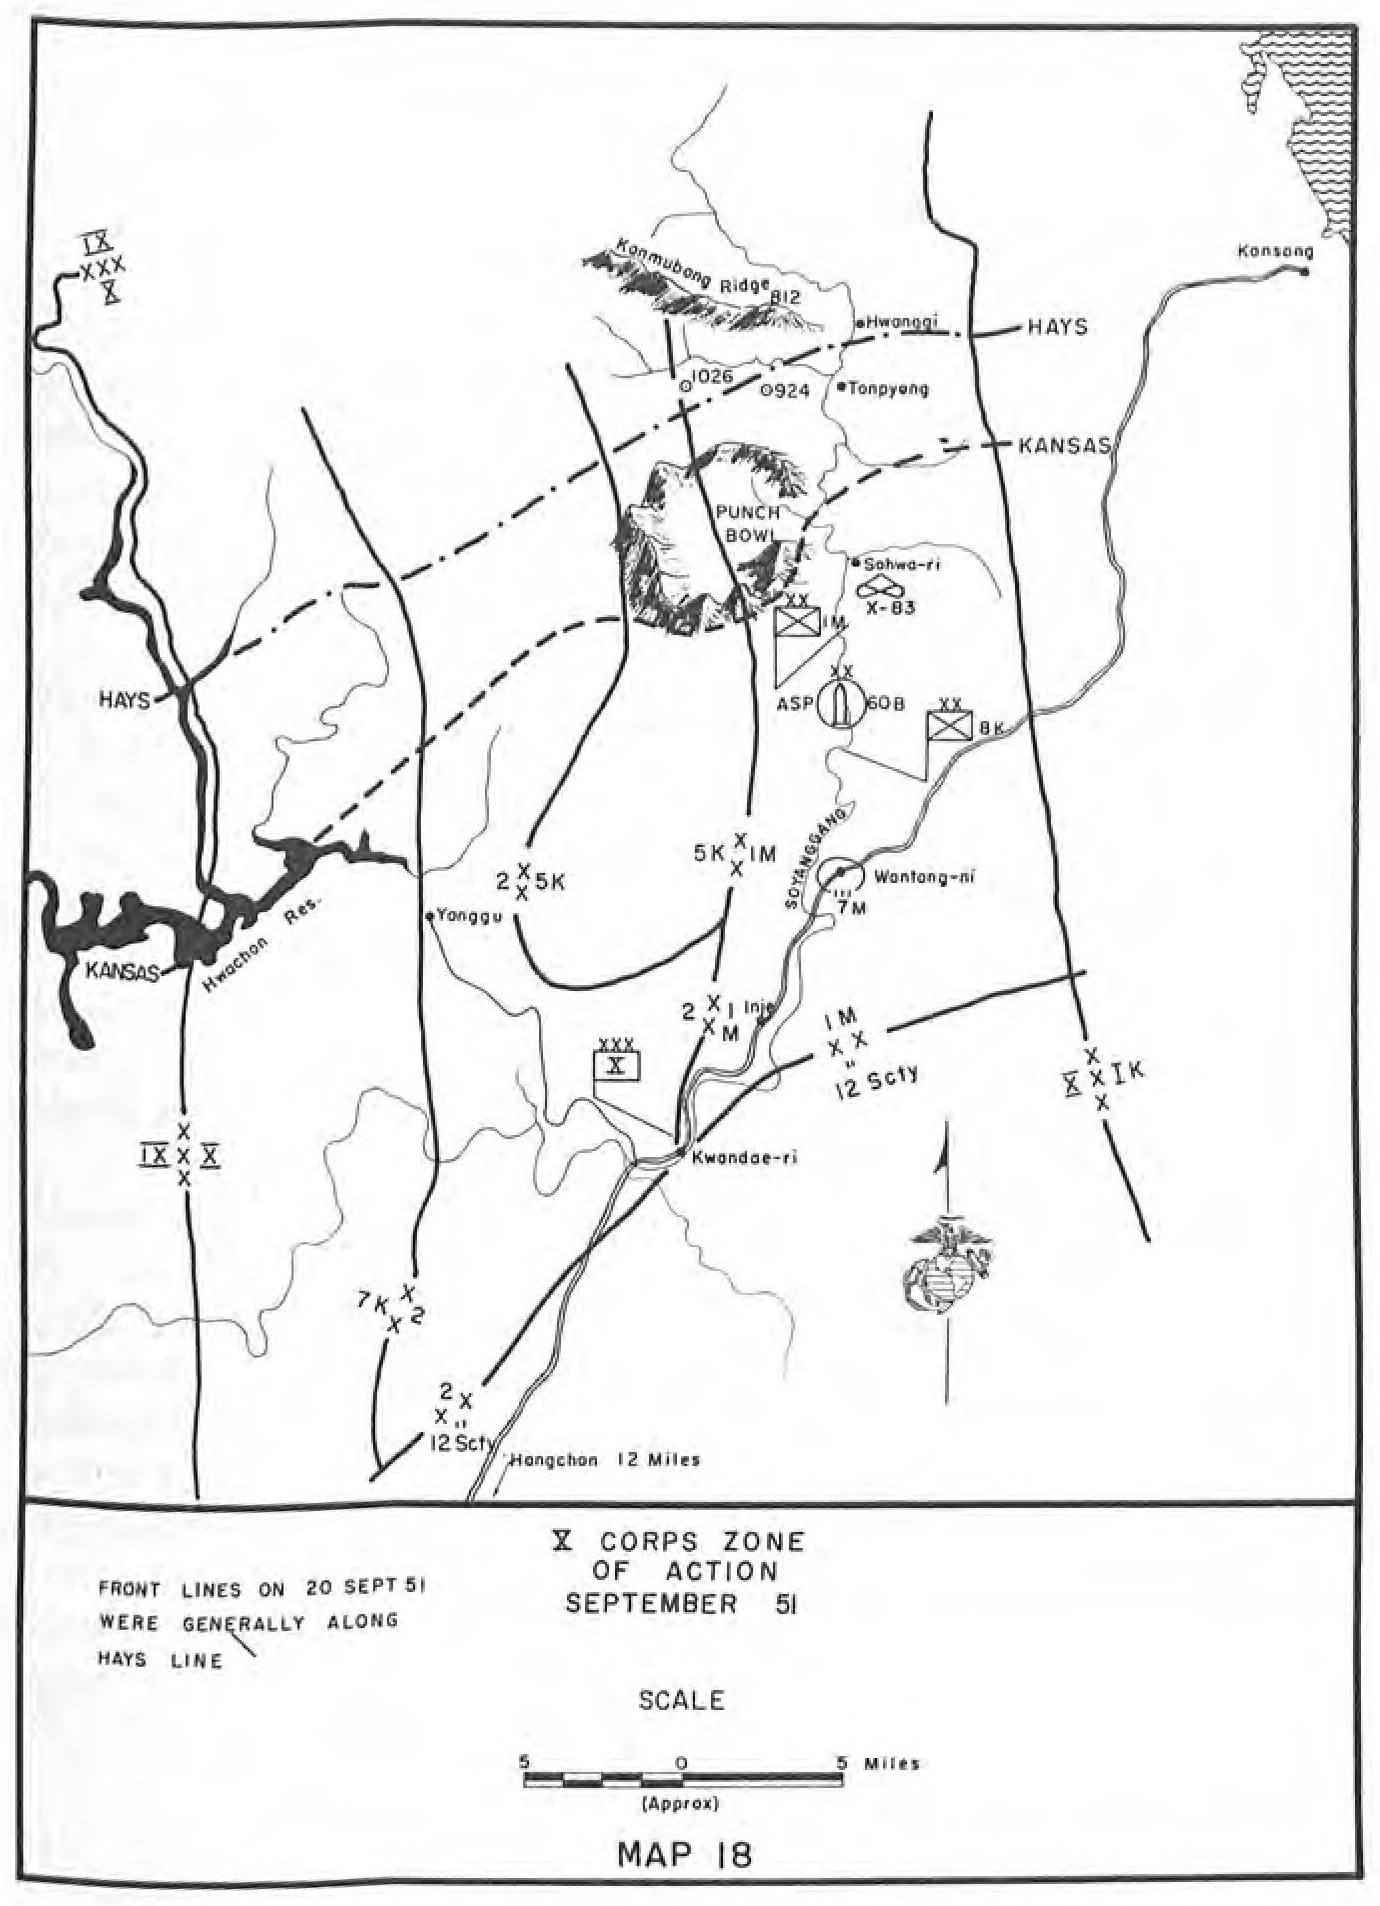 IX
XXX
X
Kansong
Kanmubong Ridge
812
Hwanggi
HAYS
1026
924
Tonpyong
KANSAS
PUNCH
BOWL
Sohwa-ri
X-83
XX
1M
HAYS
XX
ASP 60B
XX
8K
SOYANGGANG
5K X 1M
X
2 X 5K
X
Wontong-ni
'''
7M
Yanggu
Hwachon Res.
KANSAS
2 X 1
X M
Inje
XXX
X
1 M
X X
"
12 Scty
X
X X I K
X
Kwandae-ri
X
IX X X
X
7K X 2
X
2 X
X "
12 Scty
Hongchon 12 Miles
X CORPS ZONE
OF ACTION
SEPTEMBER 51
FRONT LINES ON 20 SEPT 51
WERE GENERALLY ALONG
HAYS LINE
SCALE
5 0 5 Miles
(Approx)
MAP 18